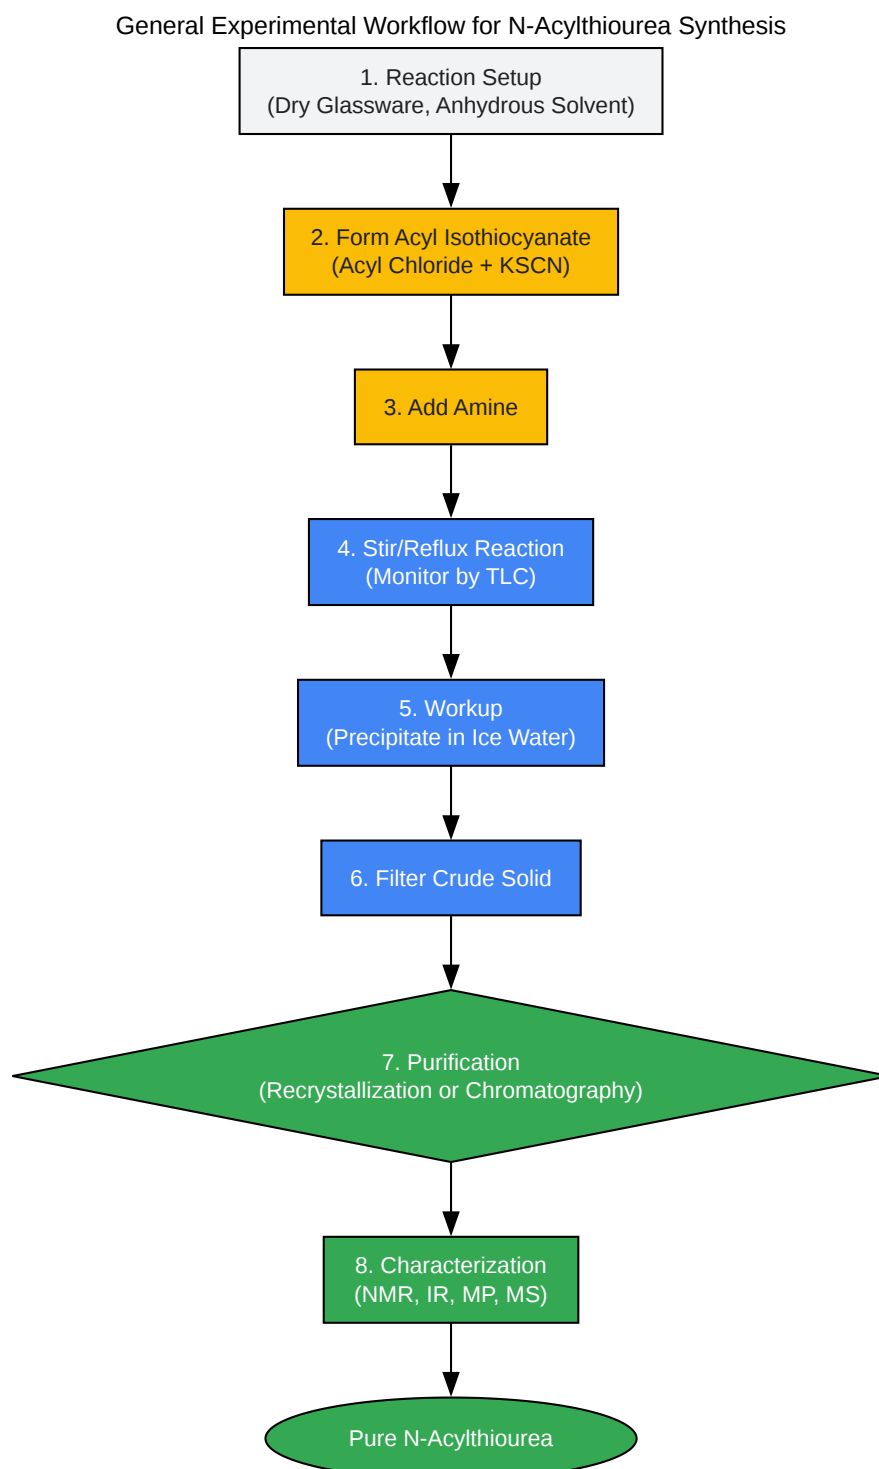 General Experimental Workflow for N-Acylthiourea Synthesis
1. Reaction Setup
(Dry Glassware, Anhydrous Solvent)
2. Form Acyl Isothiocyanate
(Acyl Chloride + KSCN)
3. Add Amine
4. Stir/Reflux Reaction
(Monitor by TLC)
5. Workup
(Precipitate in Ice Water)
6. Filter Crude Solid
7. Purification
(Recrystallization or Chromatography)
8. Characterization
(NMR, IR, MP, MS)
Pure N-Acylthiourea